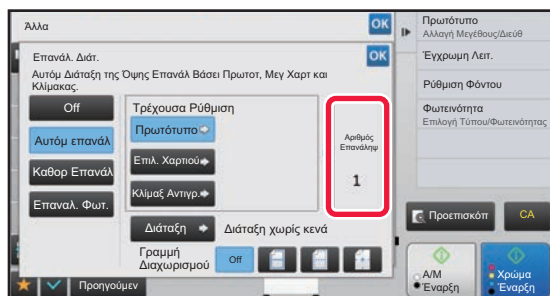 Άλλα
OK
Επανάλ. Διάτ.
OK
Αυτόμ Διάταξη της Όψης Επανάλ Βάσει Πρωτοτ, Μεγ Χαρτ και
Κλίμακας.
Off
Αυτόμ επανάλ
Καθορ Επανάλ
Επαναλ. Φωτ.
Τρέχουσα Ρύθμιση
Πρωτότυπο
Επιλ. Χαρτιού
Κλίμαξ Αντιγρ.
Αριθμός
Επανάληψ
1
Διάταξη
Διάταξη χωρίς κενά
Γραμμή
Διαχωρισμού
Off
Προηγούμεν
Πρωτότυπο
Αλλαγή Μεγέθους/Διεύθ
Έγχρωμη Λειτ.
Ρύθμιση Φόντου
Φωτεινότητα
Επιλογή Τύπου/Φωτεινότητας
Προεπισκόπ
CA
Α/Μ
Έναρξη
Χρώμα
Έναρξη